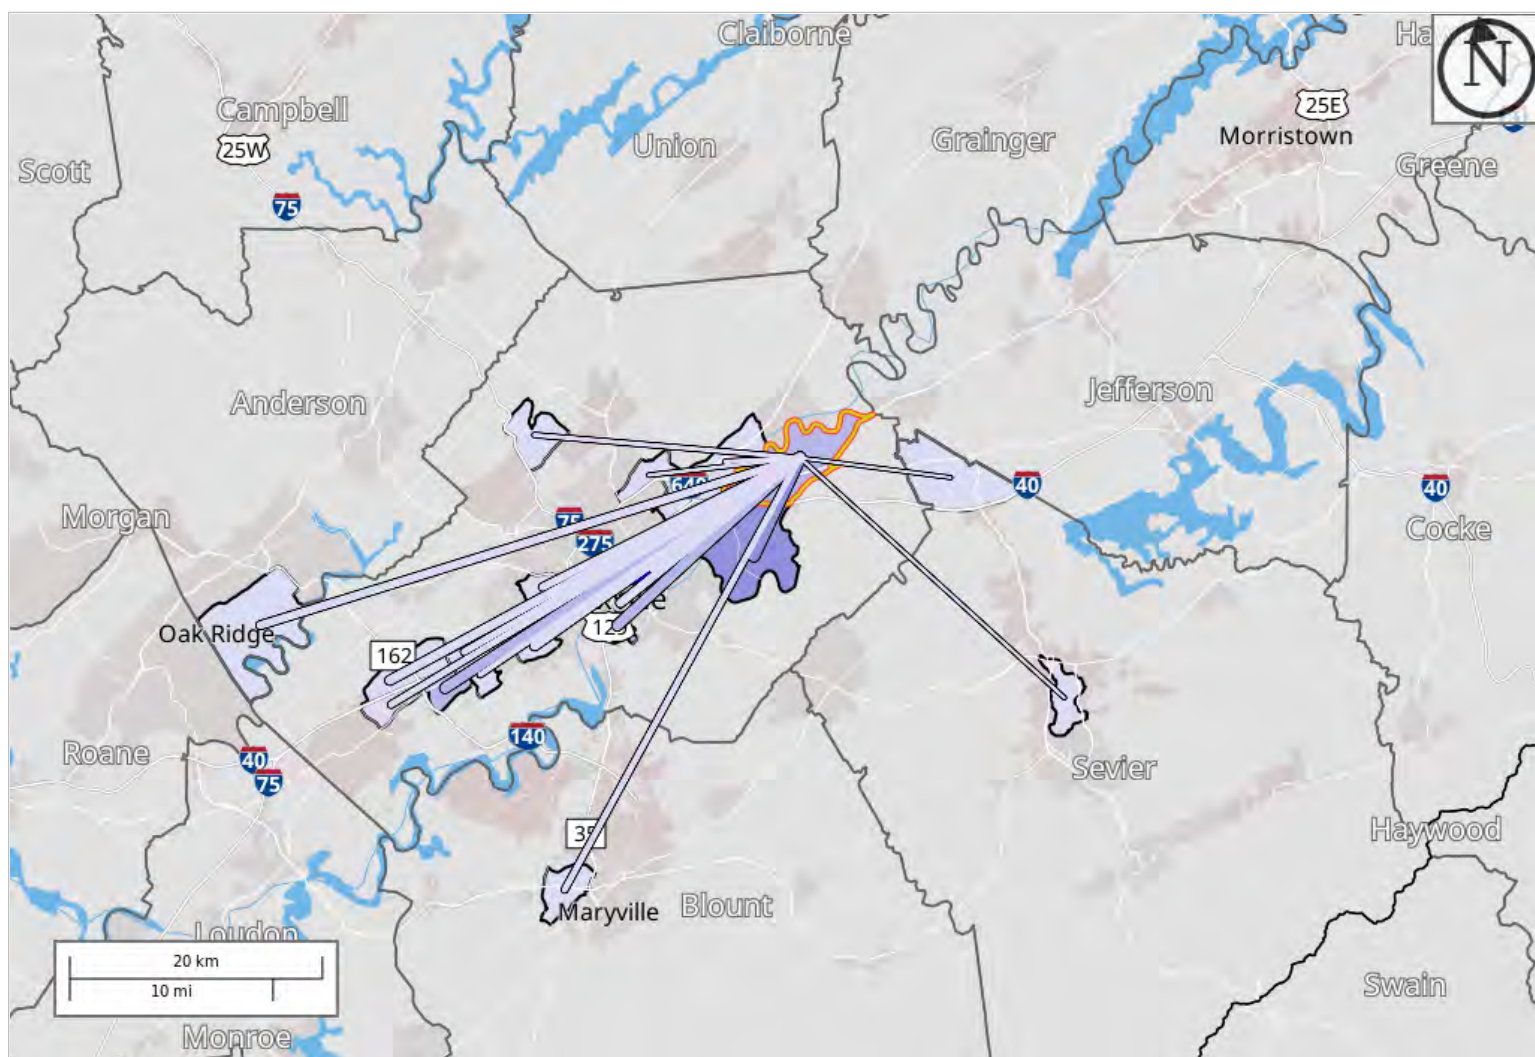 Claiborne
N
25E
Campbell
Morristown
Union
Grainger
25W
Scott
Greene
75
Jefferson
Anderson
640
40
40
Morgan
75
Cocke
275
Oak Ridge
162
140
Roane
40
75
Sevier
35
Haywood
Maryville
Blount
Loudon
20 km
10 mi
Swain
Monroe